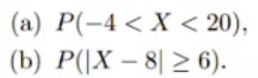 (a) P(−4 < X < 20),
(b) P(|X − 8| ≥ 6).